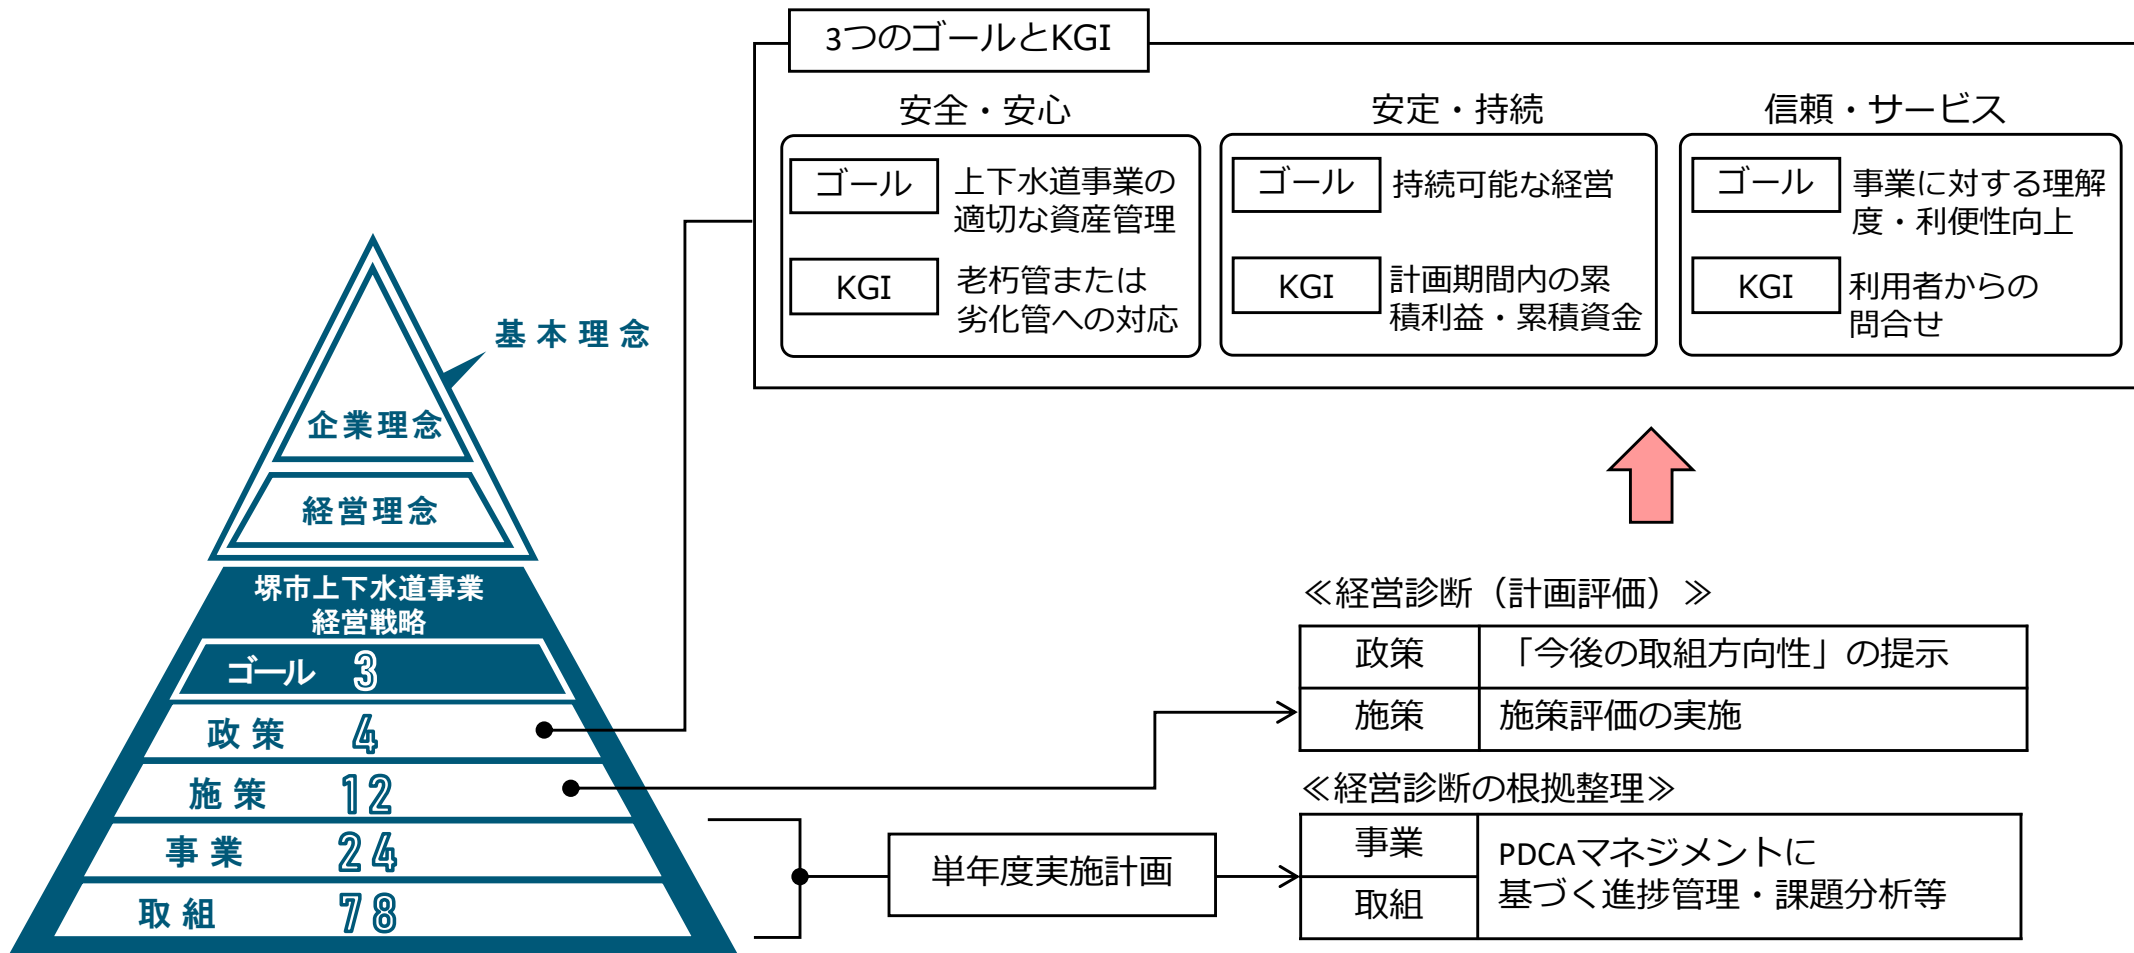 3つのゴールとKGI
安全・安心
ゴール
上下水道事業の
適切な資産管理
KGI
老朽管または
劣化管への対応
安定・持続
ゴール
持続可能な経営
KGI
計画期間内の累
積利益・累積資金
信頼・サービス
ゴール
事業に対する理解
度・利便性向上
KGI
利用者からの
問合せ
基本理念
企業理念
経営理念
堺市上下水道事業
経営戦略
ゴール 3
政策 4
施策 12
事業 24
取組 78
単年度実施計画
≪経営診断（計画評価）≫
政策 「今後の取組方向性」の提示
施策 施策評価の実施
≪経営診断の根拠整理≫
事業
取組
PDCAマネジメントに
基づく進捗管理・課題分析等